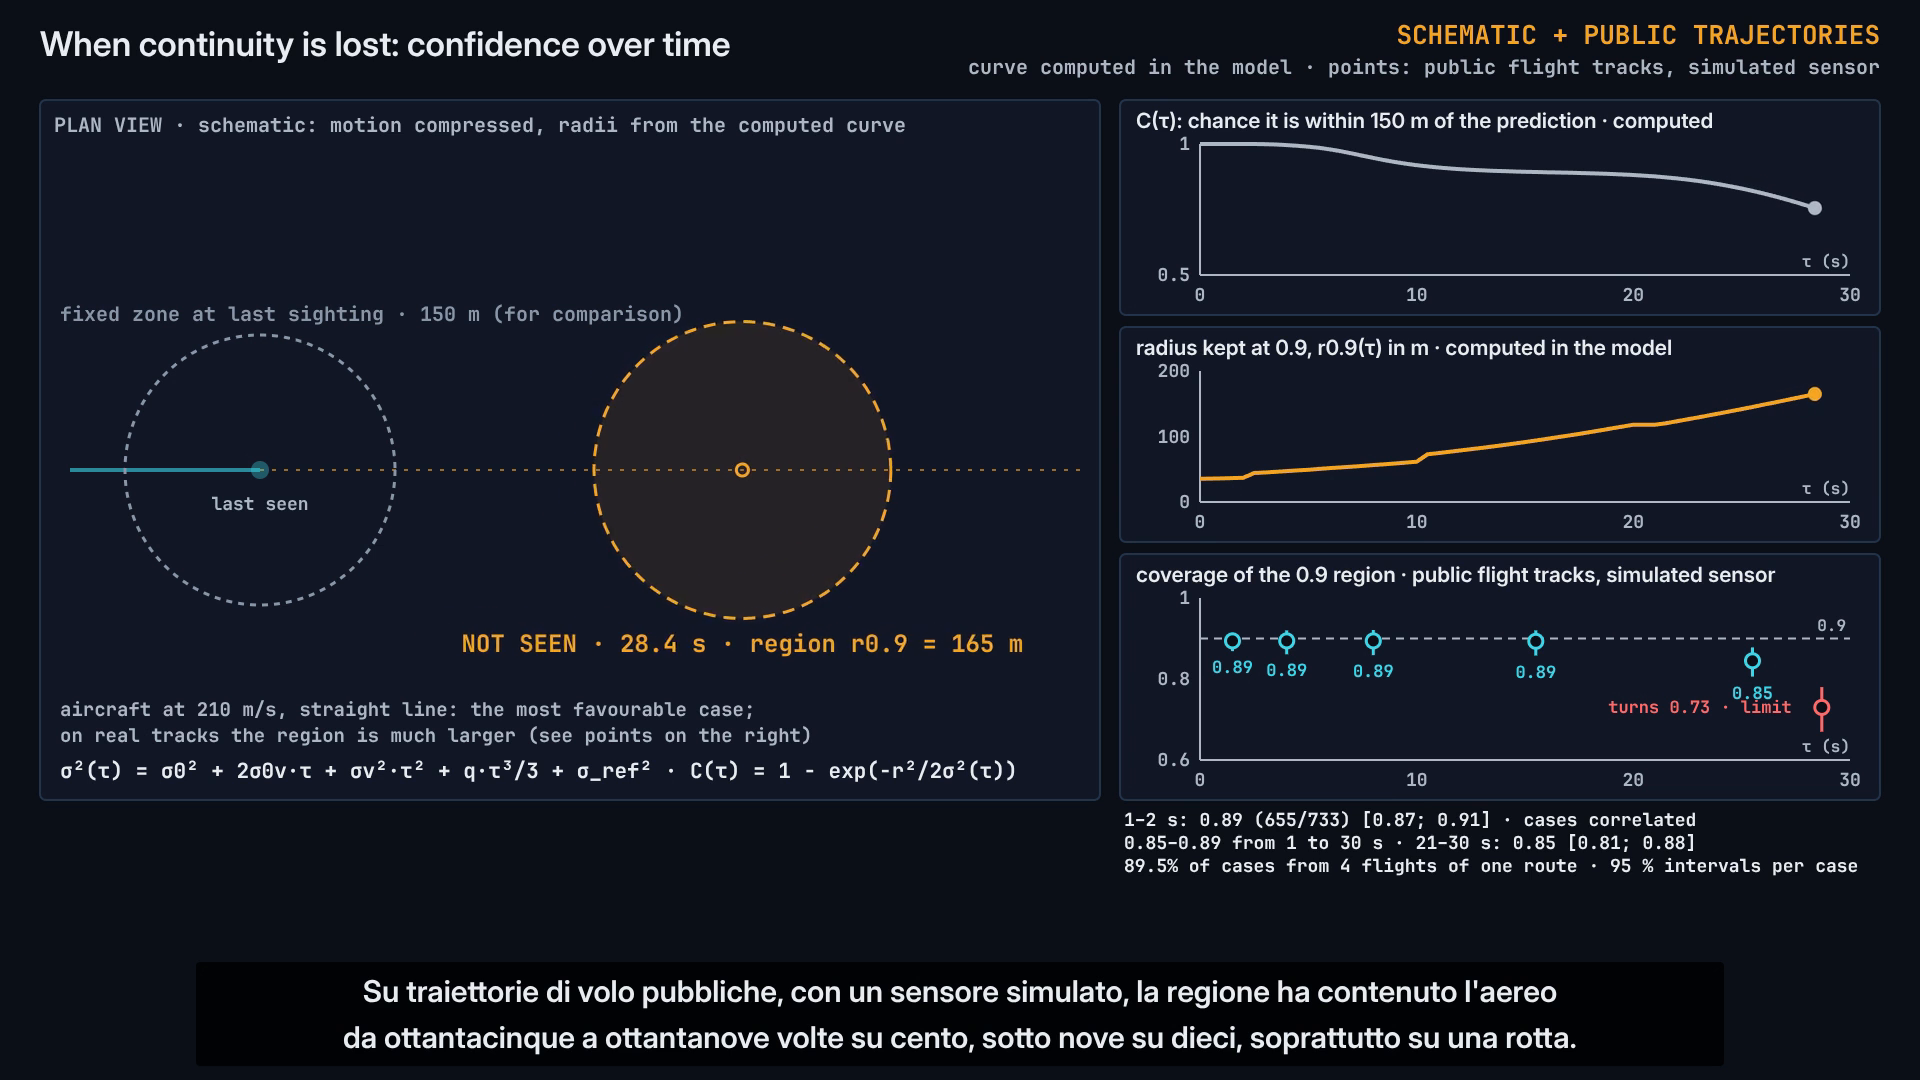 When continuity is lost: confidence over time
SCHEMATIC + PUBLIC TRAJECTORIES
curve computed in the model · points: public flight tracks, simulated sensor
PLAN VIEW · schematic: motion compressed, radii from the computed curve
fixed zone at last sighting · 150 m (for comparison)
last seen
NOT SEEN · 28.4 s · region r0.9 = 165 m
aircraft at 210 m/s, straight line: the most favourable case;
on real tracks the region is much larger (see points on the right)
σ²(τ) = σ0² + 2σ0v·τ + σv²·τ² + q·τ³/3 + σ_ref² · C(τ) = 1 - exp(-r²/2σ²(τ))
C(τ): chance it is within 150 m of the prediction · computed
1
0.5
τ (s)
0 10 20 30
radius kept at 0.9, r0.9(τ) in m · computed in the model
200
100
0
τ (s)
0 10 20 30
coverage of the 0.9 region · public flight tracks, simulated sensor
1
0.9
0.89 0.89 0.89 0.89
0.8
0.85
turns 0.73 · limit
τ (s)
0.6
0 10 20 30
1–2 s: 0.89 (655/733) [0.87; 0.91] · cases correlated
0.85–0.89 from 1 to 30 s · 21–30 s: 0.85 [0.81; 0.88]
89.5% of cases from 4 flights of one route · 95 % intervals per case
Su traiettorie di volo pubbliche, con un sensore simulato, la regione ha contenuto l'aereo
da ottantacinque a ottantanove volte su cento, sotto nove su dieci, soprattutto su una rotta.